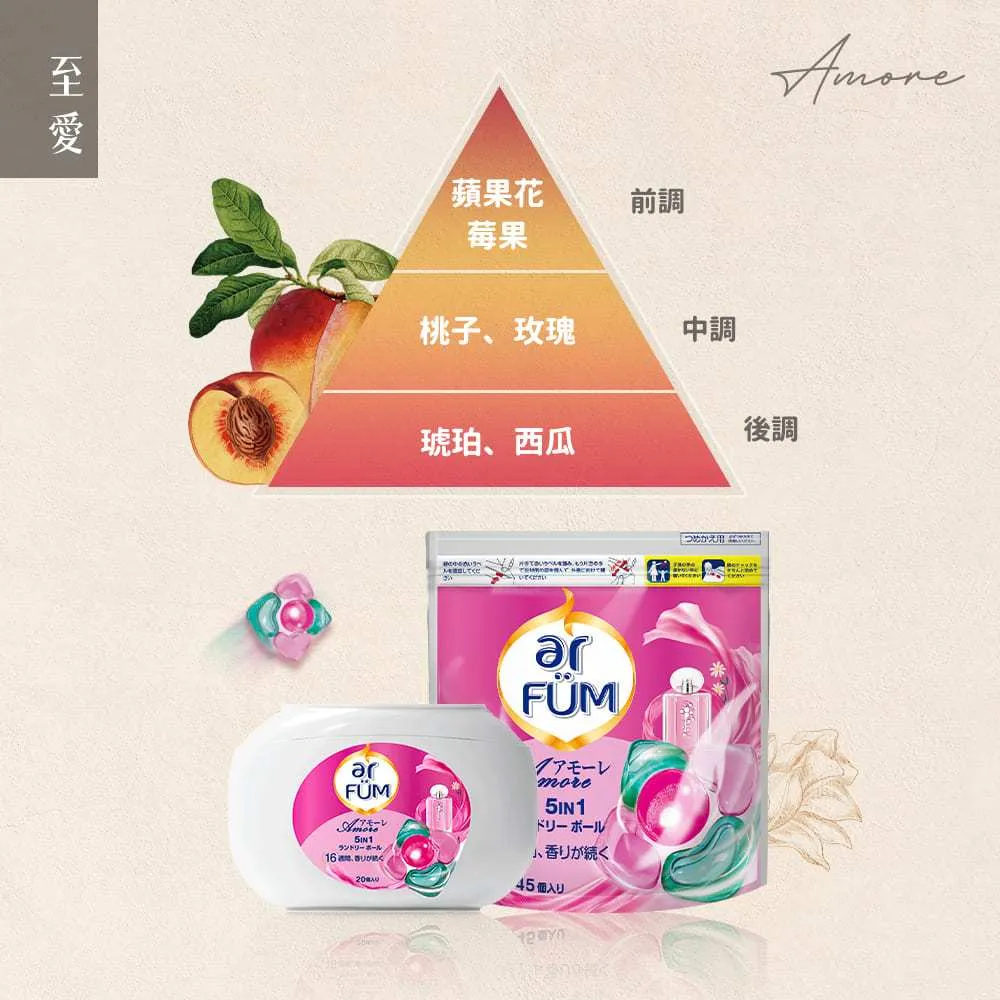 至愛
Amore
蘋果花
莓果
前調
桃子、玫瑰
中調
琥珀、西瓜
後調
つめかえ用
ar
FÜM
アモーレ
Amore
5IN1
ランドリー ボール
16週間、香りが続く
20個入り
ar
FÜM
アモーレ
more
5IN1
ドリー ボール
、香りが続く
45個入り